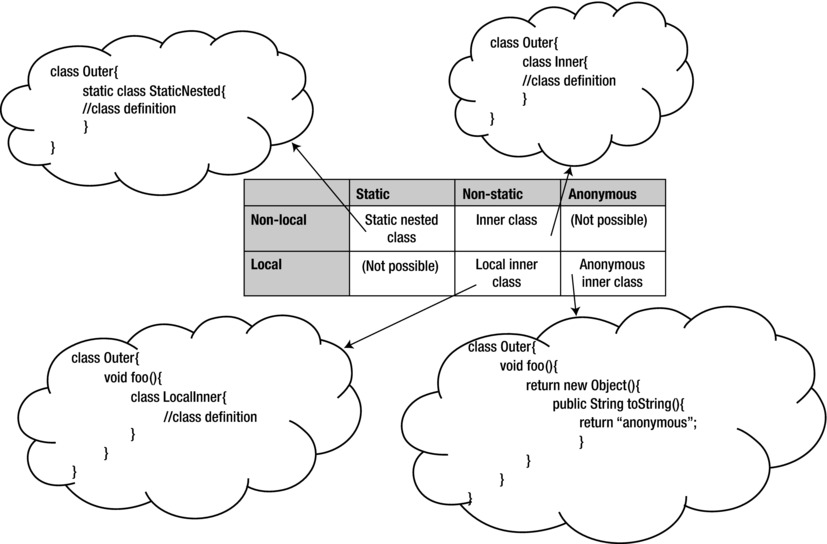 class Outer{
static class StaticNested{
//class definition
}
}
class Outer{
class Inner{
//class definition
}
}
Static Non-static Anonymous
Non-local Static nested class Inner class (Not possible)
Local (Not possible) Local inner class Anonymous inner class
class Outer{
void foo(){
class LocalInner{
//class definition
}
}
}
class Outer{
void foo(){
return new Object(){
public String toString(){
return “anonymous”;
}
}
}
}